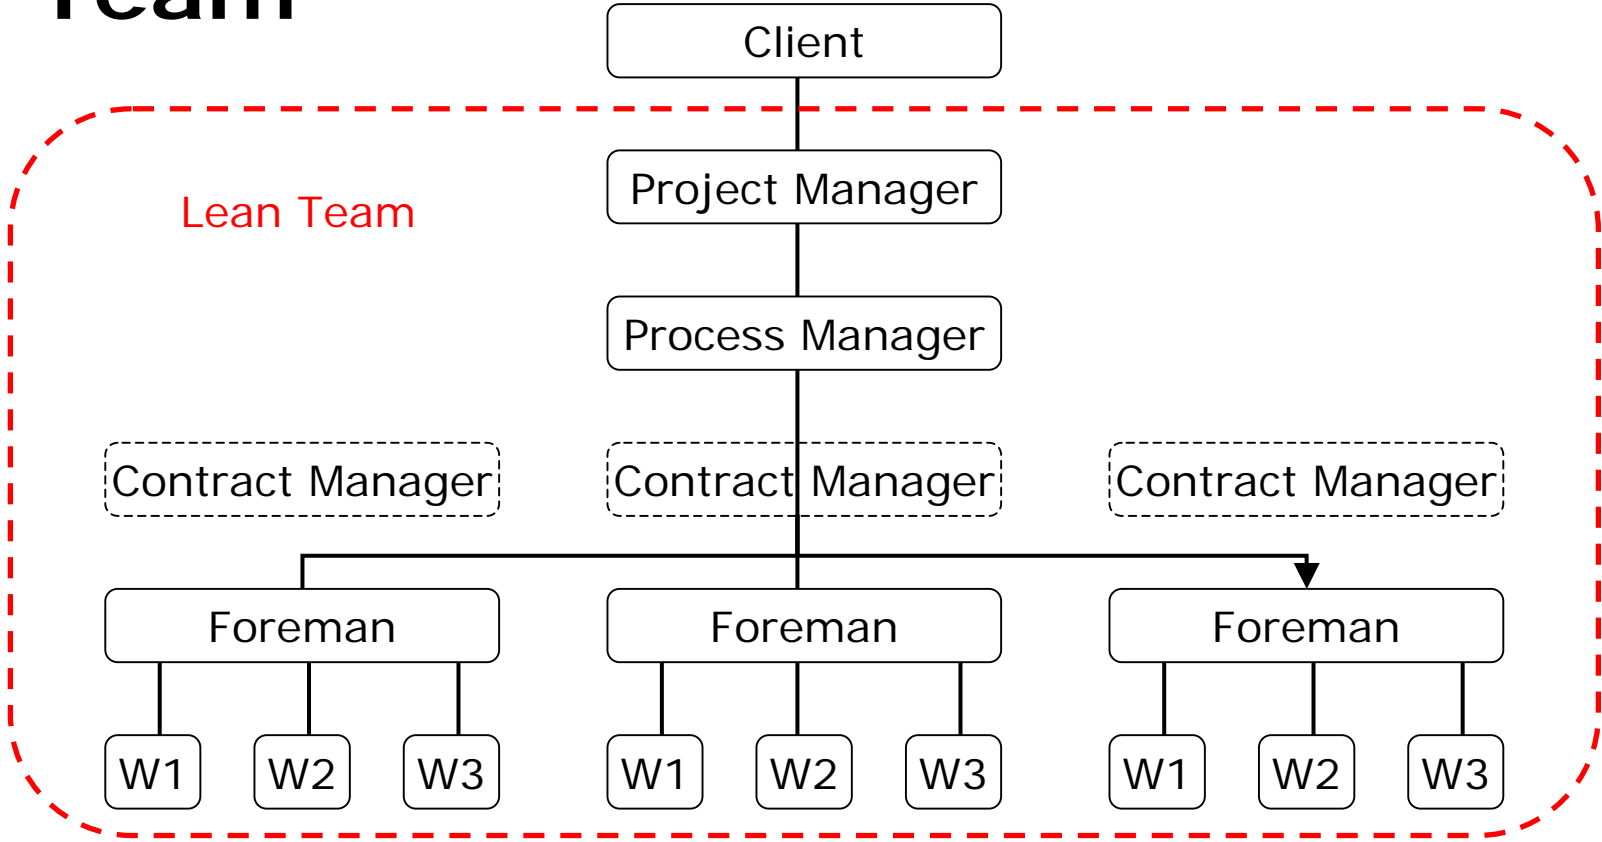 Team
Client
Project Manager
Lean Team
Process Manager
Contract Manager Contract Manager Contract Manager
Foreman Foreman Foreman
W1 W2 W3 W1 W2 W3 W1 W2 W3